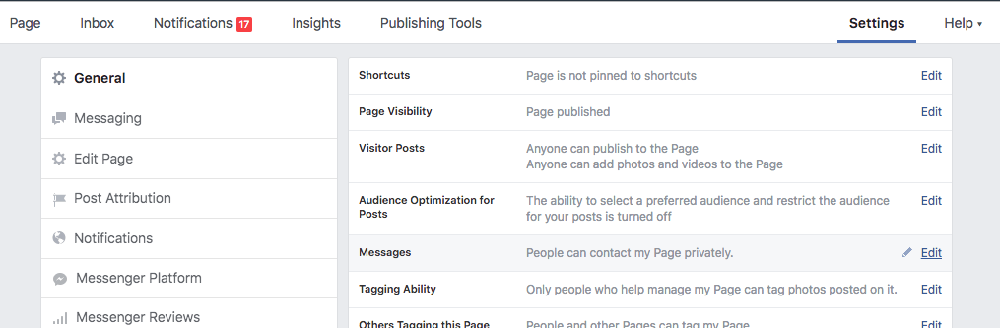 Page Inbox Notifications 17 Insights Publishing Tools Settings Help
General
Messaging
Edit Page
Post Attribution
Notifications
Messenger Platform
Messenger Reviews
Shortcuts Page is not pinned to shortcuts Edit
Page Visibility Page published Edit
Visitor Posts Anyone can publish to the Page Edit
Anyone can add photos and videos to the Page
Audience Optimization for The ability to select a preferred audience and restrict the audience Edit
Posts for your posts is turned off
Messages People can contact my Page privately. Edit
Tagging Ability Only people who help manage my Page can tag photos posted on it. Edit
Others Tagging this Page People and other Pages can tag my Page. Edit